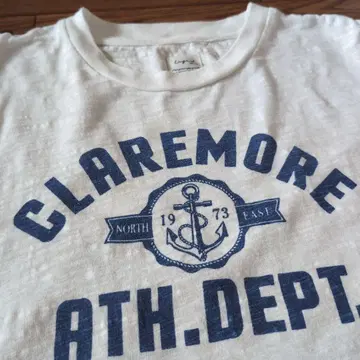 CLAREMORE
19 73
NORTH EAST
ATH.DEPT.